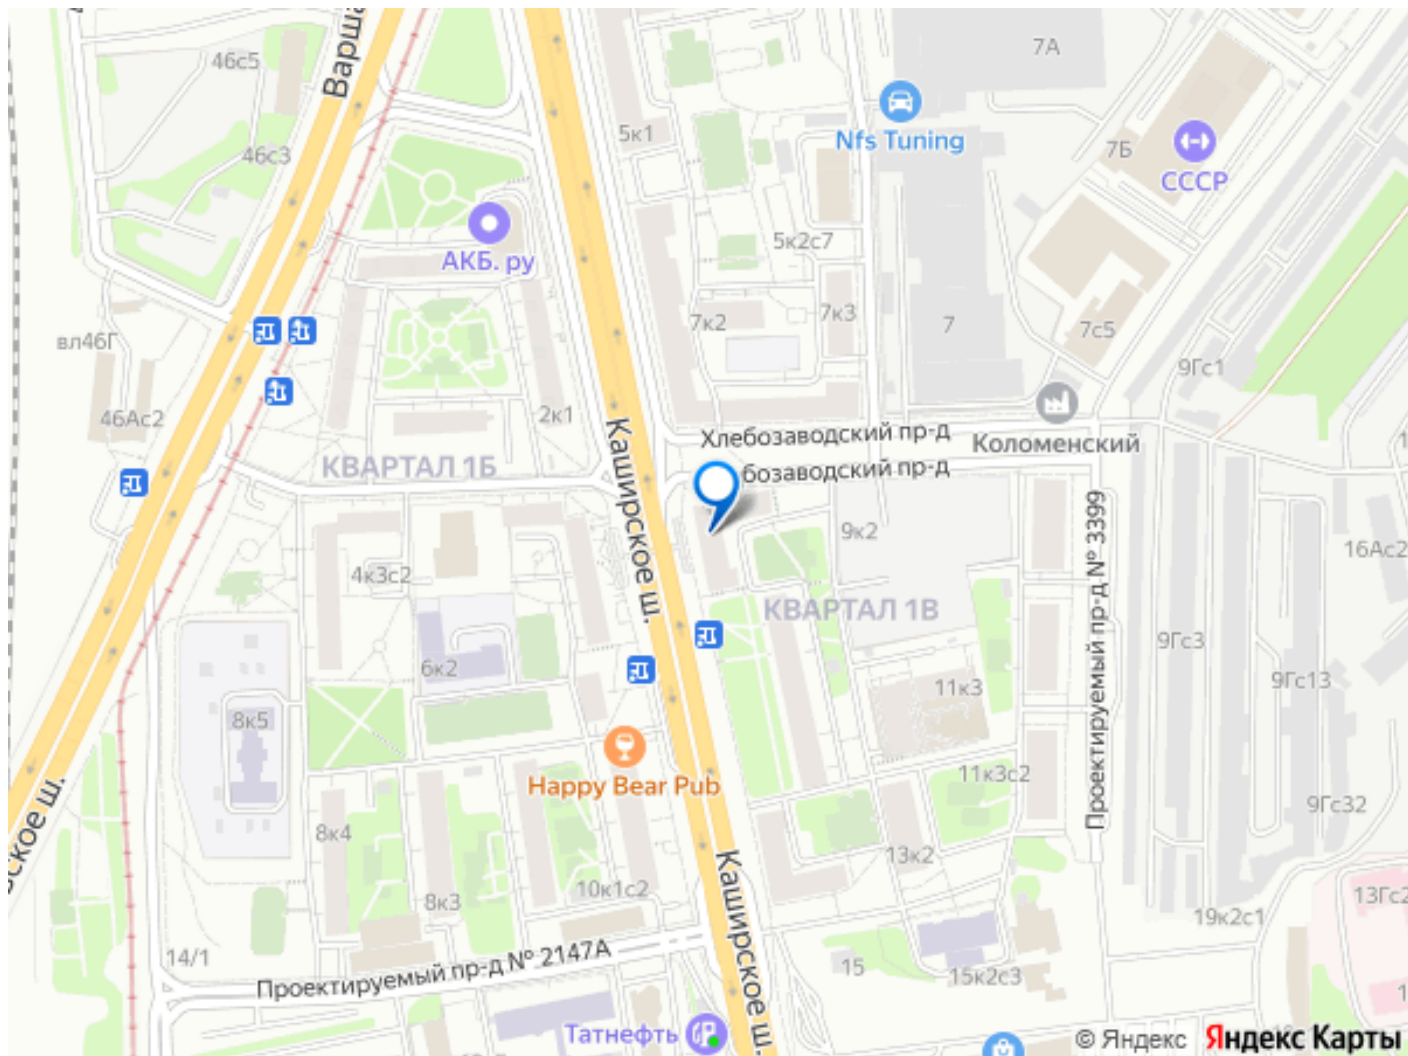 46с5
Варша
7А
5к1
Nfs Tuning
7Б
СССР
46с3
АКБ. ру
5к2с7
7к2
7к3
7
7с5
вл46Г
9Гс1
46Ас2
2к1
Хлебозаводский пр-д
Коломенский
бозаводский пр-д
КВАРТАЛ 1Б
Каширское ш.
9к2
Проектируемый пр-д № 3399
16Ас2
4к3с2
КВАРТАЛ 1В
9Гс3
6к2
11к3
9Гс13
8к5
Happy Bear Pub
11к3с2
9Гс32
ское ш.
8к4
13к2
Каширское ш.
10к1с2
8к3
13Гс2
19к2с1
14/1
Проектируемый пр-д № 2147А
15
15к2с3
Татнефть
© Яндекс Яндекс Карты